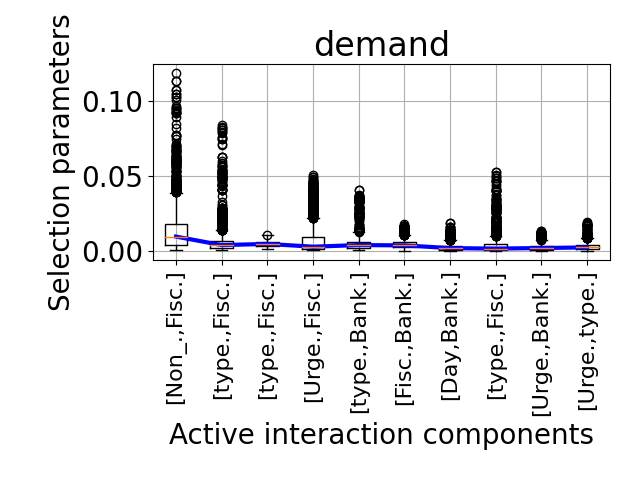 demand
Selection parameters
0.10
0.05
0.00
[Non_.,Fisc.]
[type.,Fisc.]
[type.,Fisc.]
[Urge.,Fisc.]
[type.,Bank.]
[Fisc.,Bank.]
[Day,Bank.]
[type.,Fisc.]
[Urge.,Bank.]
[Urge.,type.]
Active interaction components